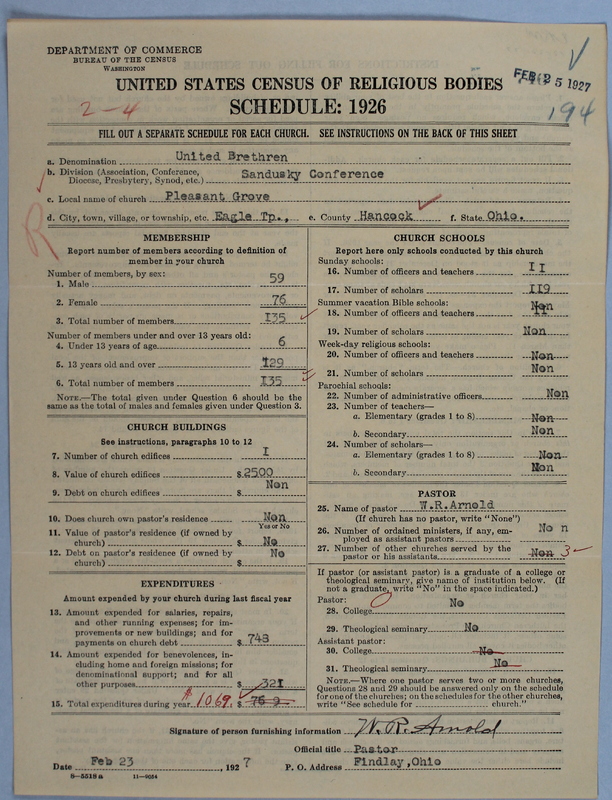 DEPARTMENT OF COMMERCE
BUREAU OF THE CENSUS
WASHINGTON
FEB 25 1927
UNITED STATES CENSUS OF RELIGIOUS BODIES
2-4
SCHEDULE: 1926
194
FILL OUT A SEPARATE SCHEDULE FOR EACH CHURCH. SEE INSTRUCTIONS ON THE BACK OF THIS SHEET
a. Denomination United Brethren
b. Division (Association, Conference, Diocese, Presbytery, Synod, etc.) Sandusky Conference
c. Local name of church Pleasant Grove
d. City, town, village, or township, etc. Eagle Tp., e. County Hancock f. State Ohio.
R
MEMBERSHIP
Report number of members according to definition of
member in your church
Number of members, by sex:
1. Male 59
2. Female 76
3. Total number of members 135
Number of members under and over 13 years old:
4. Under 13 years of age 6
5. 13 years old and over 129
6. Total number of members 135
NOTE.—The total given under Question 6 should be
same as the total of males and females given under Question 3.
CHURCH BUILDINGS
See instructions, paragraphs 10 to 12
7. Number of church edifices I
8. Value of church edifices $ 2500
9. Debt on church edifices $ Non
10. Does church own pastor's residence Non
Yes or No
11. Value of pastor's residence (if owned by
church) $ No
12. Debt on pastor's residence (if owned by
church) $ No
EXPENDITURES
Amount expended by your church during last fiscal year
13. Amount expended for salaries, repairs,
and other running expenses; for im-
provements or new buildings; and for
payments on church debt $ 748
14. Amount expended for benevolences, in-
cluding home and foreign missions; for
denominational support; and for all
other purposes $ 321
15. Total expenditures during year $1069. $
CHURCH SCHOOLS
Report here only schools conducted by this church
Sunday schools:
16. Number of officers and teachers II
17. Number of scholars 119
Summer vacation Bible schools:
18. Number of officers and teachers Non
19. Number of scholars Non
Week-day religious schools:
20. Number of officers and teachers Non
21. Number of scholars Non
Parochial schools:
22. Number of administrative officers Non
23. Number of teachers—
a. Elementary (grades 1 to 8) Non
b. Secondary Non
24. Number of scholars—
a. Elementary (grades 1 to 8) Non
b. Secondary Non
PASTOR
25. Name of pastor W.R.Arnold
(If church has no pastor, write "None")
26. Number of ordained ministers, if any, em-
ployed as assistant pastors No n
27. Number of other churches served by the
pastor or his assistants Non 3
If pastor (or assistant pastor) is a graduate of a college or
theological seminary, give name of institution below. (If
not a graduate, write "No" in the space indicated.)
Pastor:
28. College No
29. Theological seminary No
Assistant pastor:
30. College No
31. Theological seminary No
NOTE.—Where one pastor serves two or more churches,
Questions 28 and 29 should be answered only on the schedule
for one of the churches; on the schedules for the other churches,
write "See schedule for church."
Signature of person furnishing information W. R. Arnold
Official title Pastor
Date Feb 23, 1927 P. O. Address Findlay,Ohio
8—5518 a 11—9054